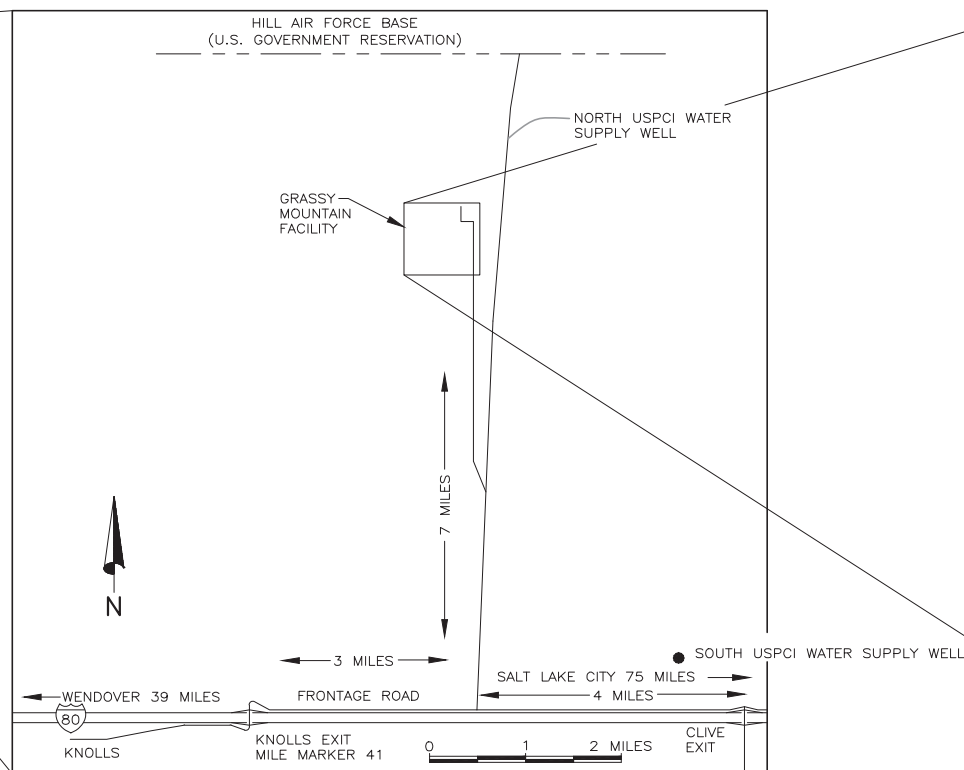 HILL AIR FORCE BASE
(U.S. GOVERNMENT RESERVATION)
NORTH USPCI WATER
SUPPLY WELL
GRASSY
MOUNTAIN
FACILITY
7 MILES
N
3 MILES
SOUTH USPCI WATER SUPPLY WELL
SALT LAKE CITY 75 MILES
WENDOVER 39 MILES
FRONTAGE ROAD
4 MILES
80
KNOLLS
KNOLLS EXIT
MILE MARKER 41
0 1 2 MILES
CLIVE
EXIT